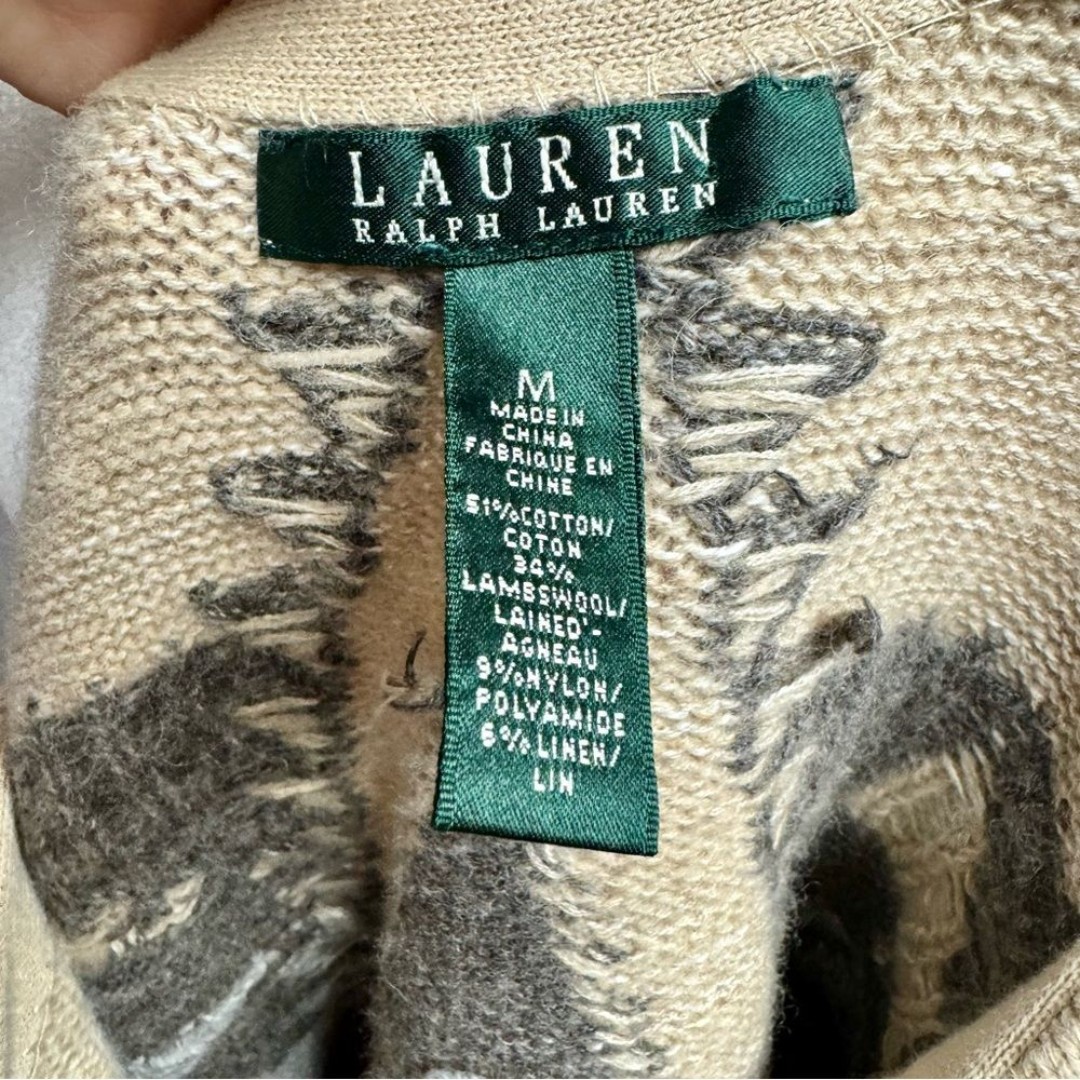 LAUREN
RALPH LAUREN
M
MADE IN
CHINA
FABRIQUE EN
CHINE
51%COTTON/
COTON
34%
LAMBSWOOL/
LAINED'-
AGNEAU
9%NYLON/
POLYAMIDE
6%LINEN/
LIN